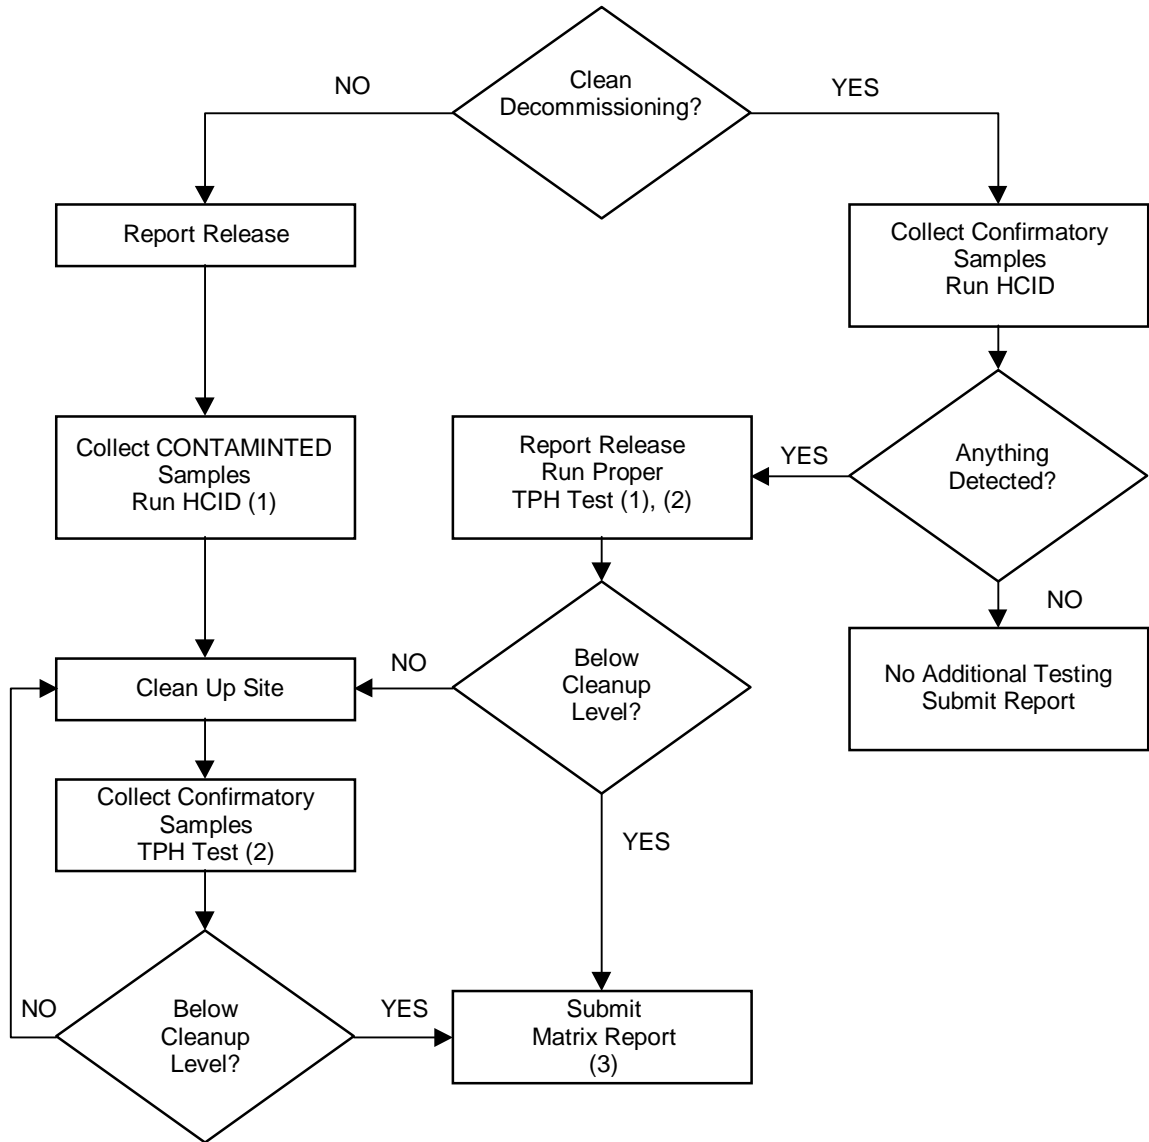 NO
Clean
Decommissioning?
YES
Report Release
Collect Confirmatory
Samples
Run HCID
Collect CONTAMINTED
Samples
Run HCID (1)
Report Release
Run Proper
TPH Test (1), (2)
YES
Anything
Detected?
NO
Clean Up Site
NO
Below
Cleanup
Level?
No Additional Testing
Submit Report
Collect Confirmatory
Samples
TPH Test (2)
YES
NO
Below
Cleanup
Level?
YES
Submit
Matrix Report
(3)